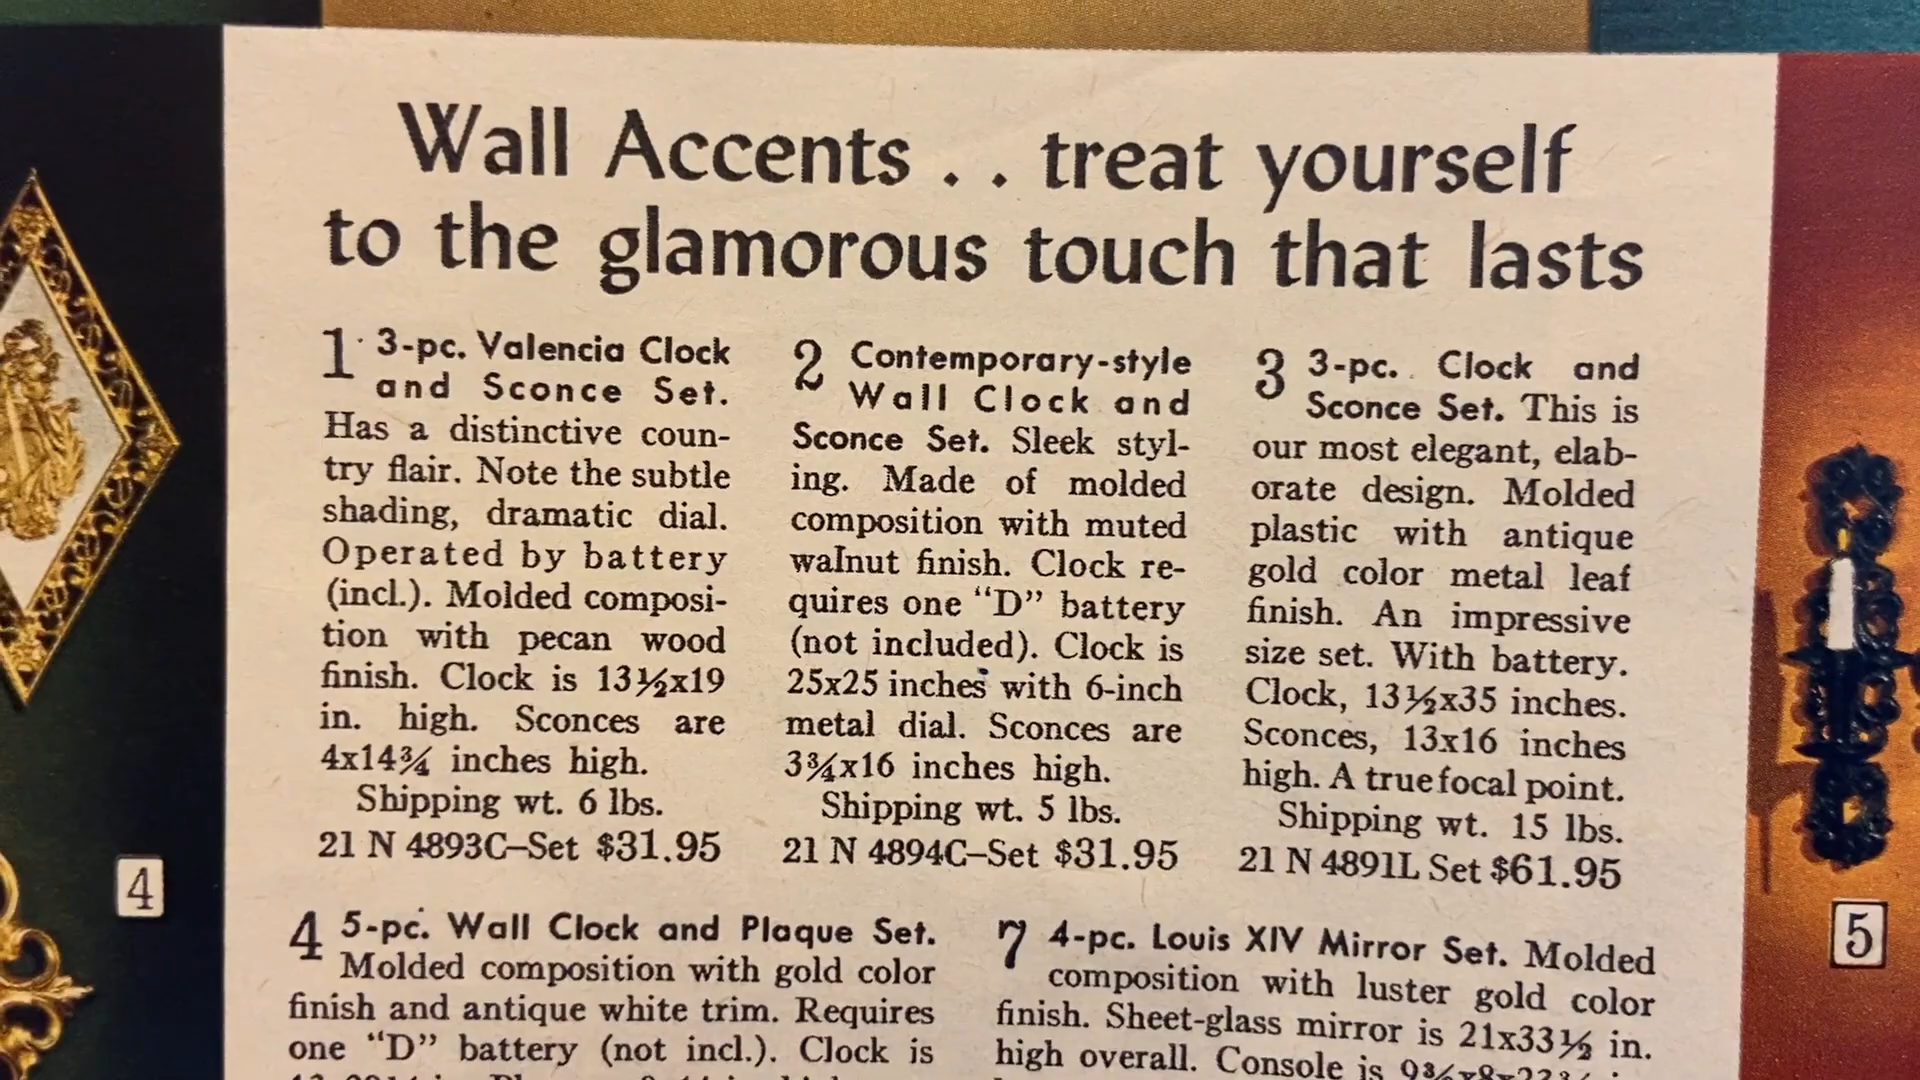 Wall Accents . . treat yourself
to the glamorous touch that lasts
1 3-pc. Valencia Clock
and Sconce Set.
Has a distinctive coun-
try flair. Note the subtle
shading, dramatic dial.
Operated by battery
(incl.). Molded composi-
tion with pecan wood
finish. Clock is 13½x19
in. high. Sconces are
4x14¾ inches high.
Shipping wt. 6 lbs.
21 N 4893C–Set $31.95
2 Contemporary-style
Wall Clock and
Sconce Set. Sleek styl-
ing. Made of molded
composition with muted
walnut finish. Clock re-
quires one “D” battery
(not included). Clock is
25x25 inches with 6-inch
metal dial. Sconces are
3¾x16 inches high.
Shipping wt. 5 lbs.
21 N 4894C–Set $31.95
3 3-pc. Clock and
Sconce Set. This is
our most elegant, elab-
orate design. Molded
plastic with antique
gold color metal leaf
finish. An impressive
size set. With battery.
Clock, 13½x35 inches.
Sconces, 13x16 inches
high. A true focal point.
Shipping wt. 15 lbs.
21 N 4891L Set $61.95
4
5
4 5-pc. Wall Clock and Plaque Set.
Molded composition with gold color
finish and antique white trim. Requires
one “D” battery (not incl.). Clock is
7 4-pc. Louis XIV Mirror Set. Molded
composition with luster gold color
finish. Sheet-glass mirror is 21x33½ in.
high overall. Console is